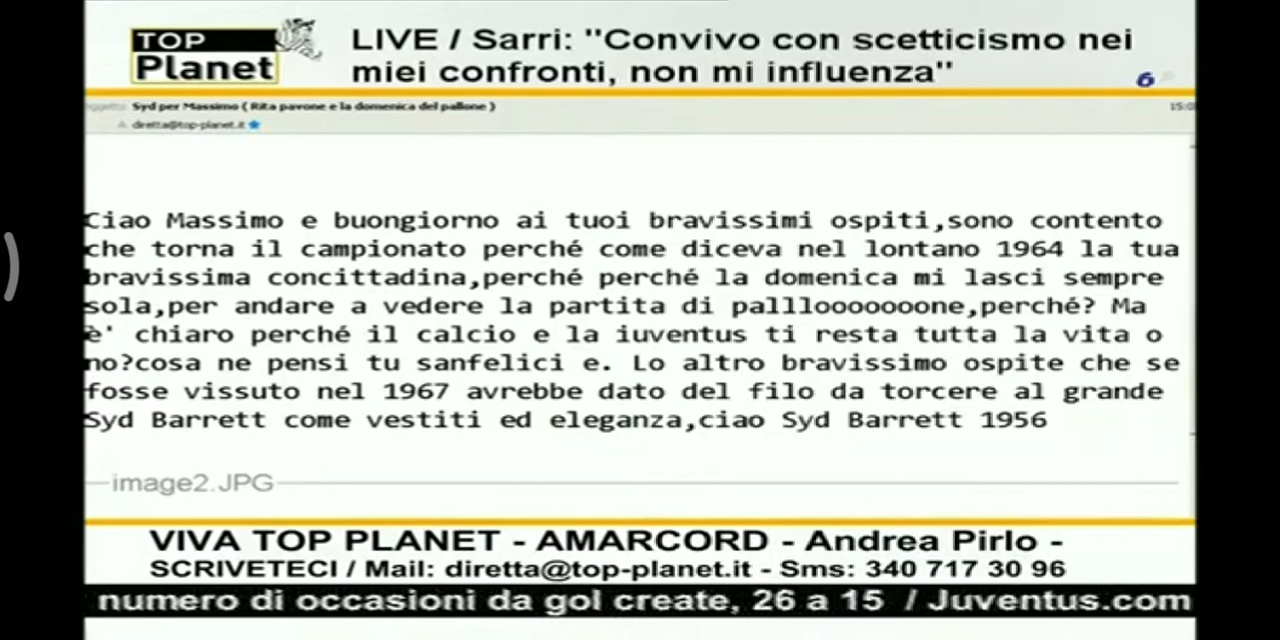 TOP
Planet
LIVE / Sarri: "Convivo con scetticismo nei
miei confronti, non mi influenza"
6
Syd per Massimo ( Rita pavone e la domenica del pallone )
15:0
A diretta@top-planet.it
Ciao Massimo e buongiorno ai tuoi bravissimi ospiti,sono contento
che torna il campionato perché come diceva nel lontano 1964 la tua
bravissima concittadina,perché perché la domenica mi lasci sempre
sola,per andare a vedere la partita di palllooooooone,perché? Ma
è' chiaro perché il calcio e la iuventus ti resta tutta la vita o
no?cosa ne pensi tu sanfelici e. Lo altro bravissimo ospite che se
fosse vissuto nel 1967 avrebbe dato del filo da torcere al grande
Syd Barrett come vestiti ed eleganza,ciao Syd Barrett 1956
image2.JPG
VIVA TOP PLANET - AMARCORD - Andrea Pirlo -
SCRIVETECI / Mail: diretta@top-planet.it - Sms: 340 717 30 96
numero di occasioni da gol create, 26 a 15 / Juventus.com